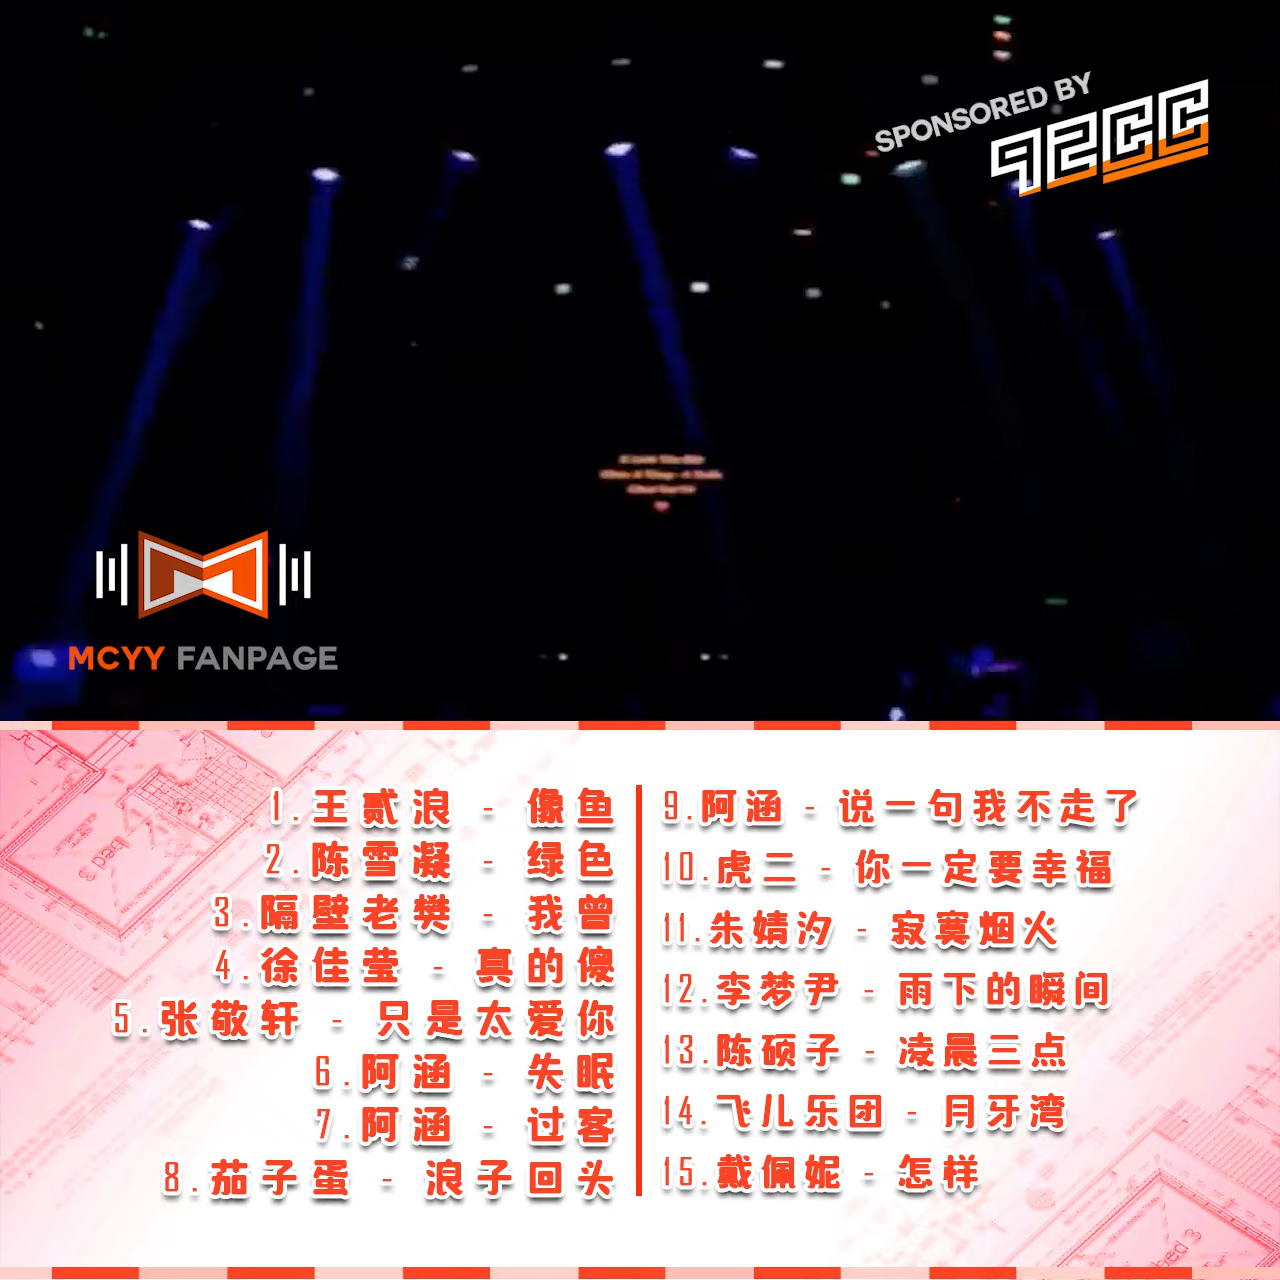 SPONSORED BY
92CC
MCYY FANPAGE
1.王贰浪 - 像鱼
2.陈雪凝 - 绿色
3.隔壁老樊 - 我曾
4.徐佳莹 - 真的傻
5.张敬轩 - 只是太爱你
6.阿涵 - 失眠
7.阿涵 - 过客
8.茄子蛋 - 浪子回头
9.阿涵 - 说一句我不走了
10.虎二 - 你一定要幸福
11.朱婧汐 - 寂寞烟火
12.李梦尹 - 雨下的瞬间
13.陈硕子 - 凌晨三点
14.飞儿乐团 - 月牙湾
15.戴佩妮 - 怎样